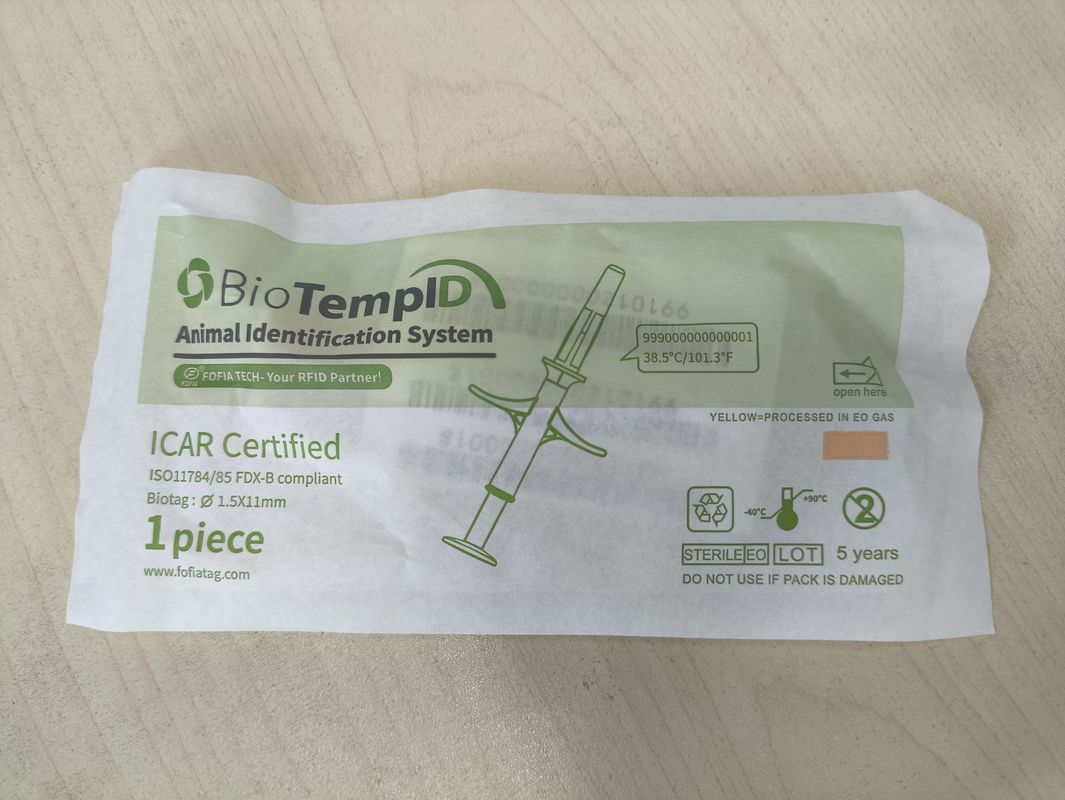 BioTempID
Animal Identification System
FOFIA ® FOFIA TECH- Your RFID Partner!
999000000000001
38.5°C/101.3°F
open here
YELLOW=PROCESSED IN EO GAS
ICAR Certified
ISO11784/85 FDX-B compliant
Biotag : Ø 1.5X11mm
1 piece
www.fofiatag.com
-40°C +90°C
2
STERILE EO LOT 5 years
DO NOT USE IF PACK IS DAMAGED